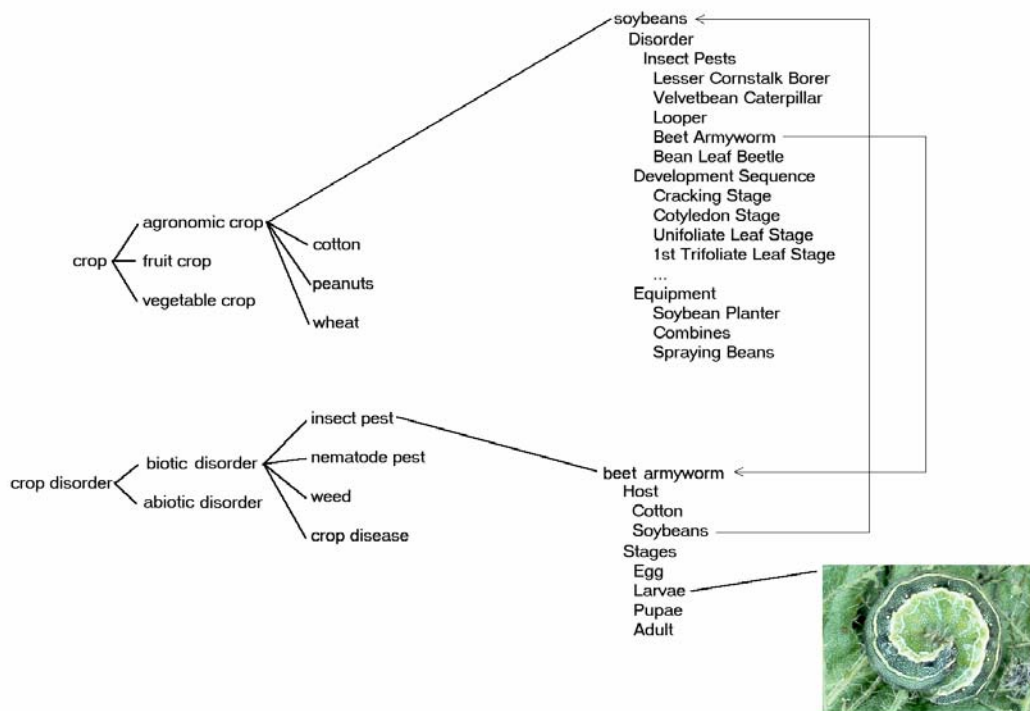 soybeans
Disorder
Insect Pests
Lesser Cornstalk Borer
Velvetbean Caterpillar
Looper
Beet Armyworm
Bean Leaf Beetle
Development Sequence
Cracking Stage
Cotyledon Stage
Unifoliate Leaf Stage
1st Trifoliate Leaf Stage
...
Equipment
Soybean Planter
Combines
Spraying Beans
crop
agronomic crop
fruit crop
vegetable crop
cotton
peanuts
wheat
crop disorder
biotic disorder
abiotic disorder
insect pest
nematode pest
weed
crop disease
beet armyworm
Host
Cotton
Soybeans
Stages
Egg
Larvae
Pupae
Adult